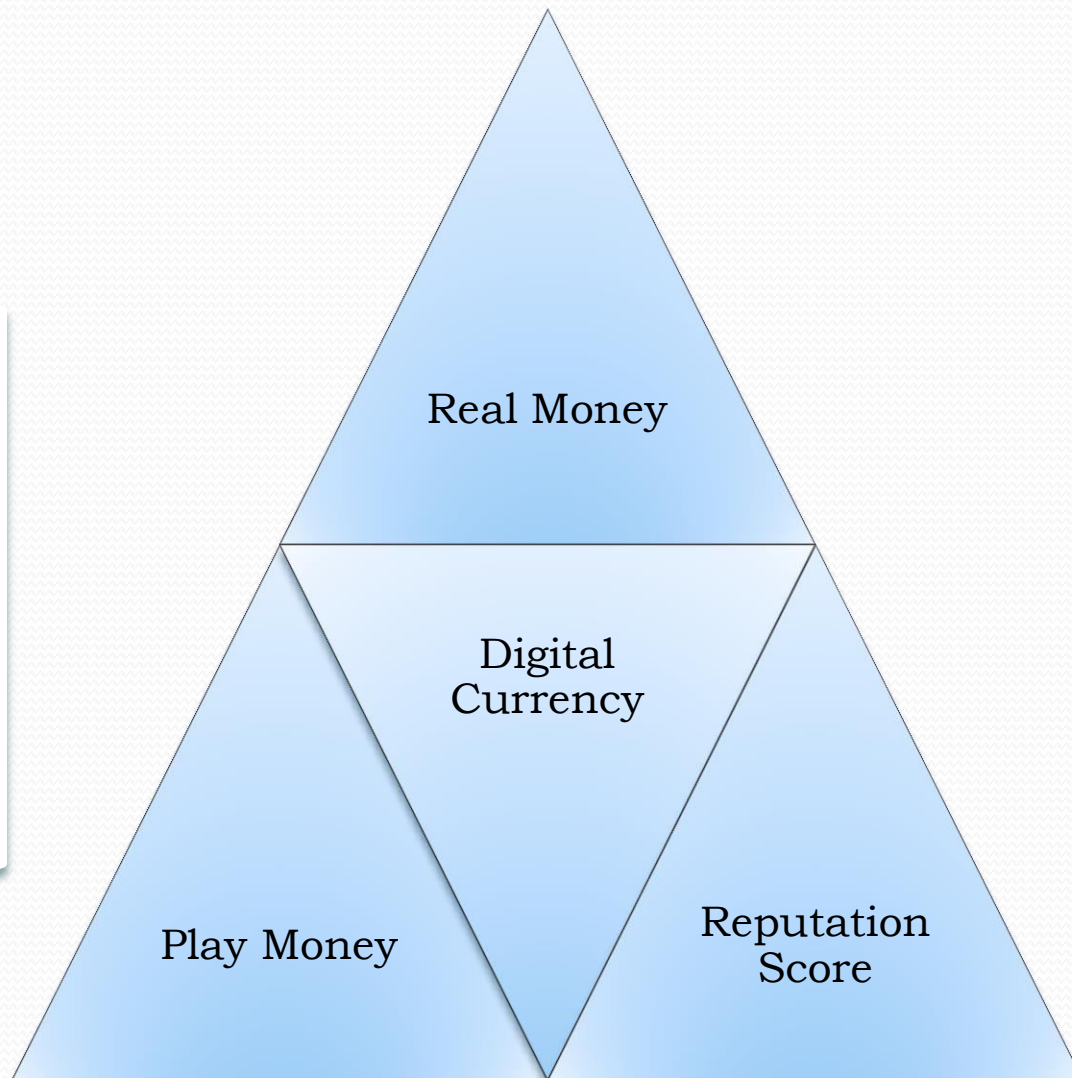 Real Money
Digital
Currency
Play Money
Reputation
Score